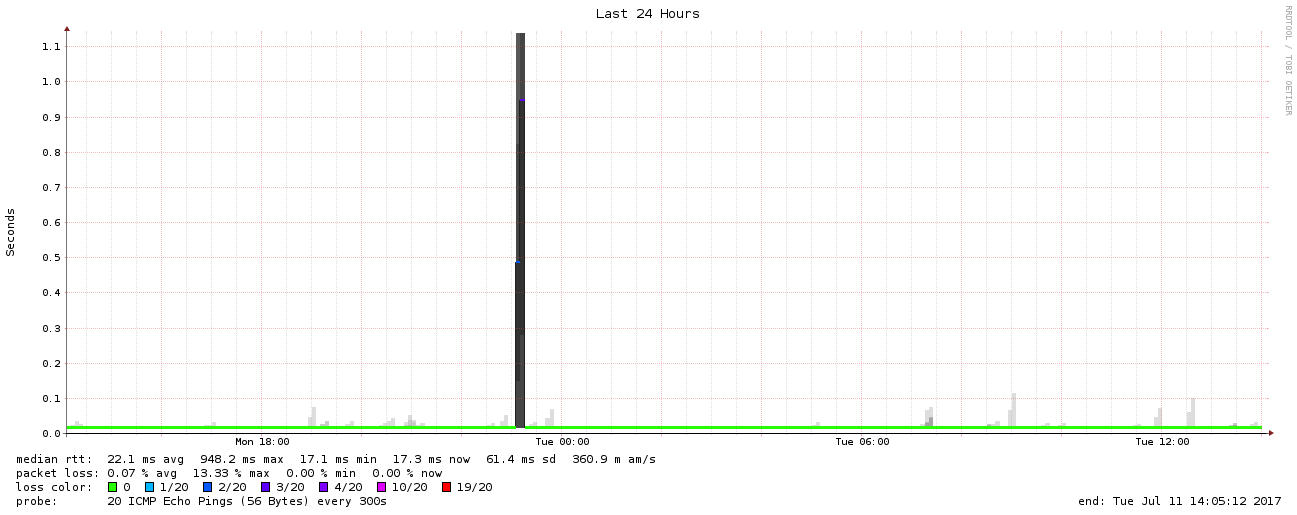 Last 24 Hours
RRDTOOL / TOBI OETIKER
Seconds
1.1
1.0
0.9
0.8
0.7
0.6
0.5
0.4
0.3
0.2
0.1
0.0
Mon 18:00 Tue 00:00 Tue 06:00 Tue 12:00
median rtt: 22.1 ms avg 948.2 ms max 17.1 ms min 17.3 ms now 61.4 ms sd 360.9 m am/s
packet loss: 0.07 % avg 13.33 % max 0.00 % min 0.00 % now
loss color: 0 1/20 2/20 3/20 4/20 10/20 19/20
probe: 20 ICMP Echo Pings (56 Bytes) every 300s end: Tue Jul 11 14:05:12 2017